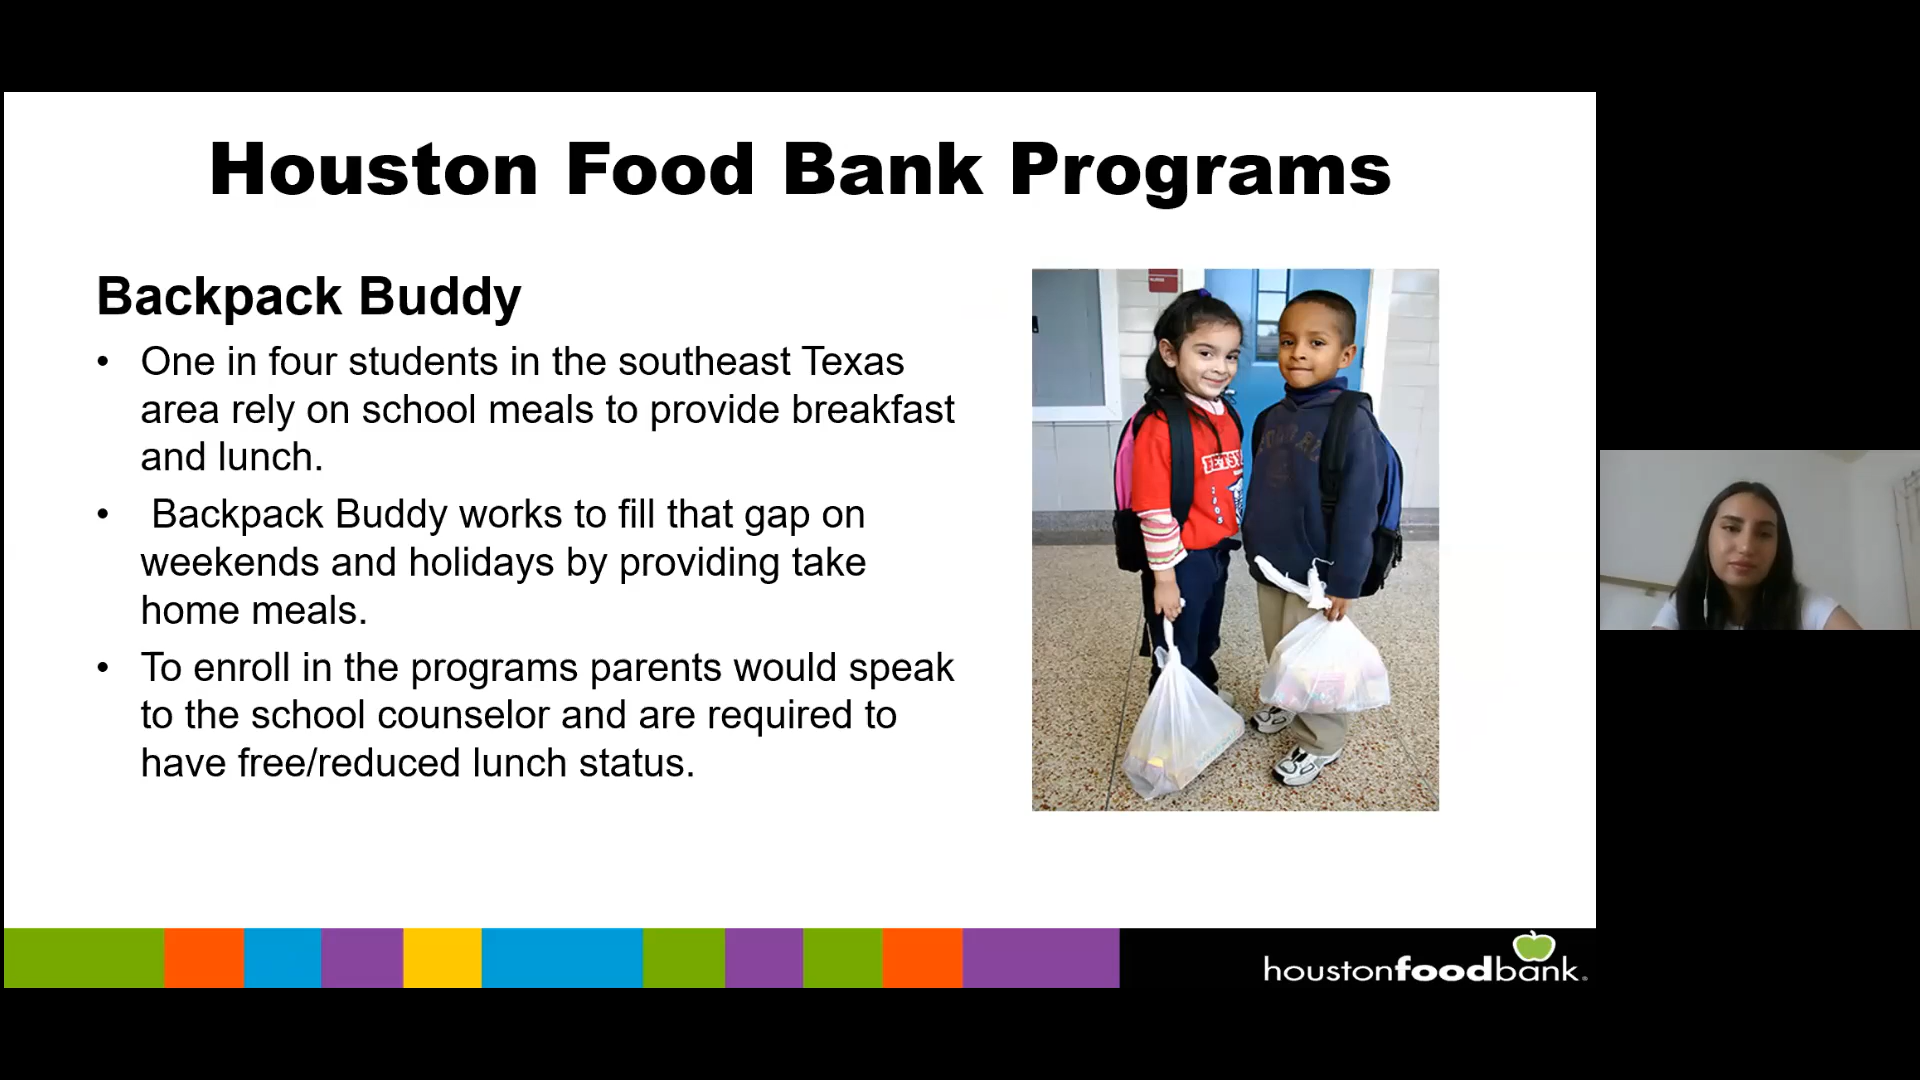 Houston Food Bank Programs
Backpack Buddy
• One in four students in the southeast Texas
area rely on school meals to provide breakfast
and lunch.
• Backpack Buddy works to fill that gap on
weekends and holidays by providing take
home meals.
• To enroll in the programs parents would speak
to the school counselor and are required to
have free/reduced lunch status.
houstonfoodbank.